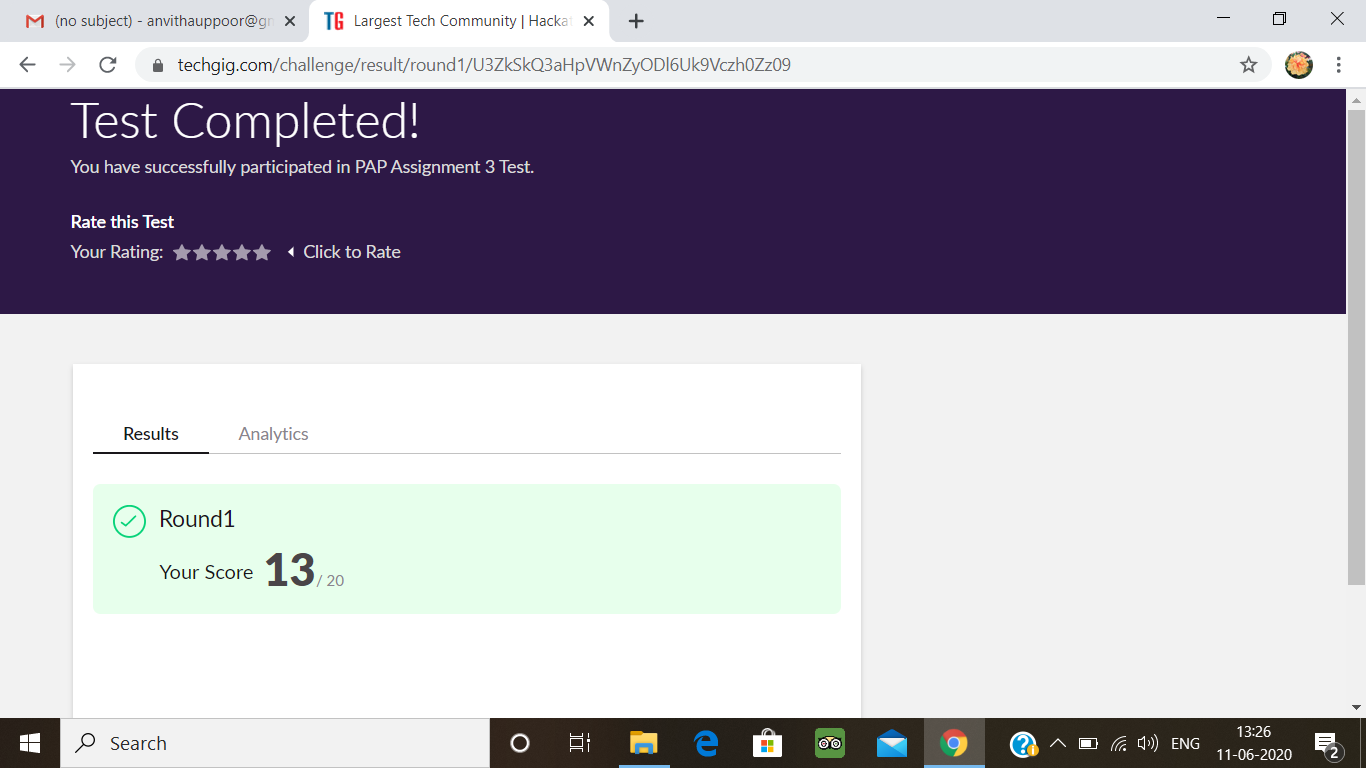 (no subject) - anvithauppoor@gm
TG Largest Tech Community | Hacka
techgig.com/challenge/result/round1/U3ZkSkQ3aHpVWnZyODl6Uk9Vczh0Zz09
Test Completed!
You have successfully participated in PAP Assignment 3 Test.
Rate this Test
Your Rating: Click to Rate
Results Analytics
Round1
Your Score 13 / 20
Search
ENG
13:26
11-06-2020
2